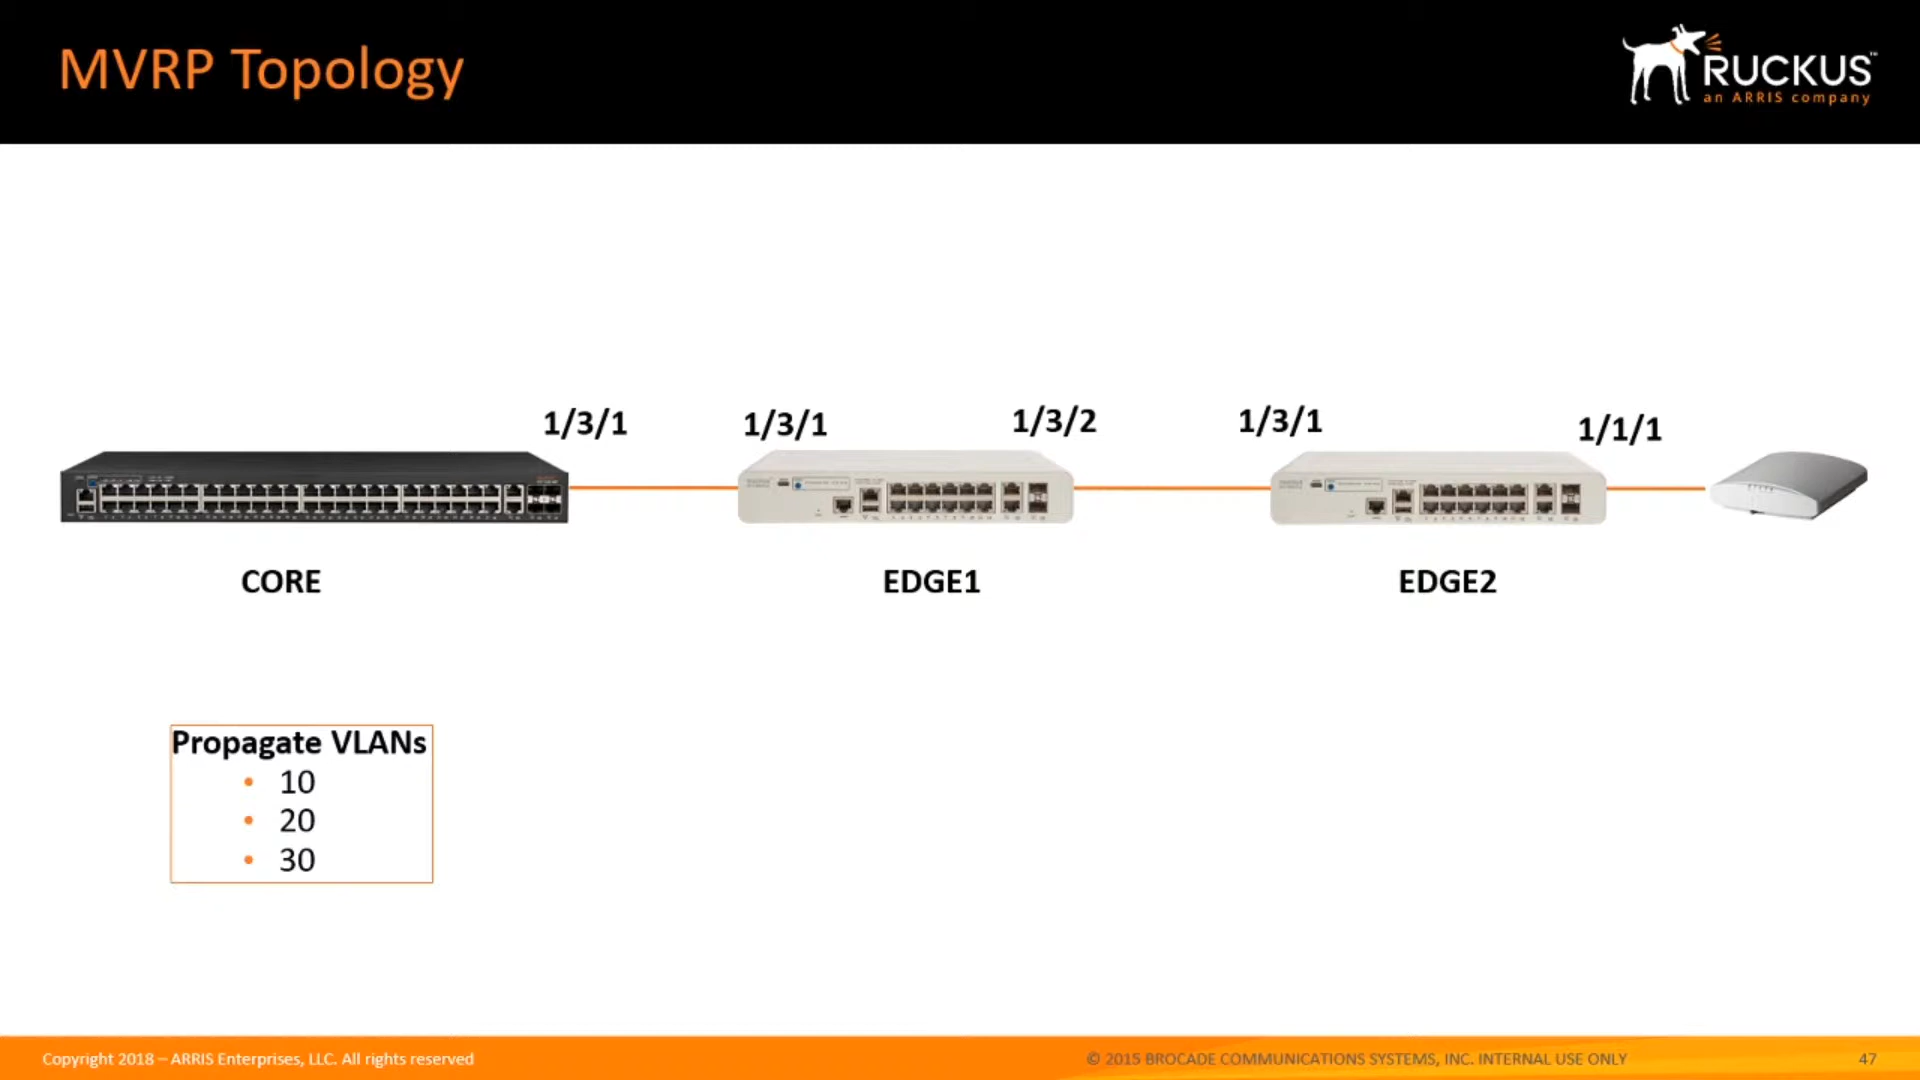 MVRP Topology
RUCKUS™
an ARRIS company
1/3/1
1/3/1
1/3/2
1/3/1
1/1/1
CORE
EDGE1
EDGE2
Propagate VLANs
• 10
• 20
• 30
Copyright 2018 – ARRIS Enterprises, LLC. All rights reserved
© 2015 BROCADE COMMUNICATIONS SYSTEMS, INC. INTERNAL USE ONLY
47